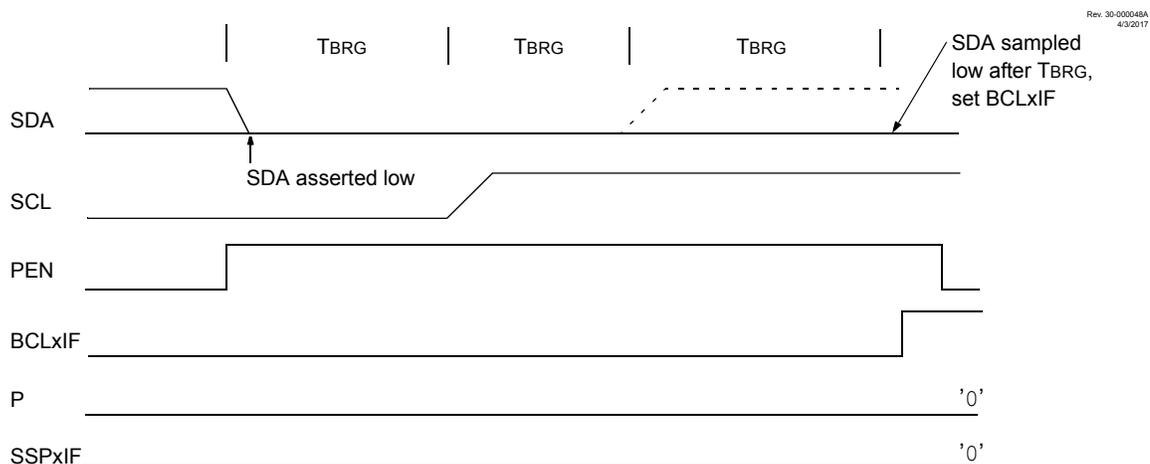 Rev. 30-000048A
4/3/2017
TBRG TBRG TBRG
SDA sampled
low after TBRG,
set BCLxIF
SDA
SDA asserted low
SCL
PEN
BCLxIF
P '0'
SSPxIF '0'